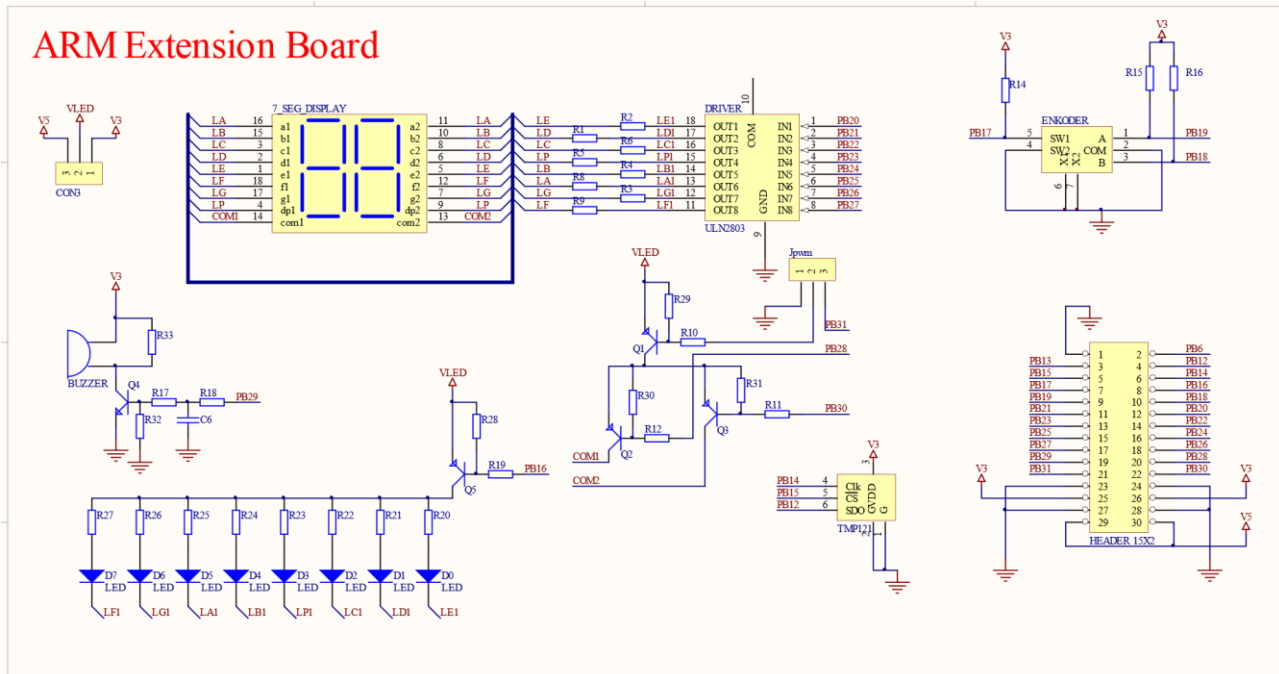 ARM Extension Board
VLED
V5 V3
3 2 1
CON3
7_SEG_DISPLAY
LA 16 a1 a2 11 LA
LB 15 b1 b2 10 LB
LC 3 c1 c2 8 LC
LD 2 d1 d2 6 LD
LE 1 e1 e2 5 LE
LF 18 f1 f2 12 LF
LG 17 g1 g2 7 LG
LP 4 dp1 dp2 9 LP
COM1 14 com1 com2 13 COM2
DRIVER
10
COM
LE R2 LE1 18 OUT1 IN1 1 PB20
LD R1 LD1 17 OUT2 IN2 2 PB21
LC R6 LC1 16 OUT3 IN3 3 PB22
LP R5 LP1 15 OUT4 IN4 4 PB23
LB R4 LB1 14 OUT5 IN5 5 PB24
LA R8 LA1 13 OUT6 IN6 6 PB25
LG R3 LG1 12 OUT7 IN7 7 PB26
LF R9 LF1 11 OUT8 IN8 8 PB27
GND
9
ULN2803
V3
R14
V3
R15 R16
ENKODER
PB17 5 SW1 A 1 PB19
4 SW2 COM 2
X1 X2 B 3 PB18
6 7
Jpwm
1 2 3
PB31
VLED
R29
R10
Q1
PB28
R30 R31
R11 PB30
R12
Q3
Q2
COM1
COM2
V3
R33
BUZZER
Q4
R17 R18 PB29
R32 C6
VLED
R28
R19 PB16
Q5
R27 R26 R25 R24 R23 R22 R21 R20
D7 D6 D5 D4 D3 D2 D1 D0
LED LED LED LED LED LED LED LED
LF1 LG1 LA1 LB1 LP1 LC1 LD1 LE1
V3
3
PB14 4 Clk
PB15 5 CS
PB12 6 SDO
VDD
G G
TMP121
2 1
1 2 PB6
PB13 3 4 PB12
PB15 5 6 PB14
PB17 7 8 PB16
PB19 9 10 PB18
PB21 11 12 PB20
PB23 13 14 PB22
PB25 15 16 PB24
PB27 17 18 PB26
PB29 19 20 PB28
PB31 21 22 PB30
23 24
V3 25 26 V3
27 28
29 30 V5
HEADER 15X2